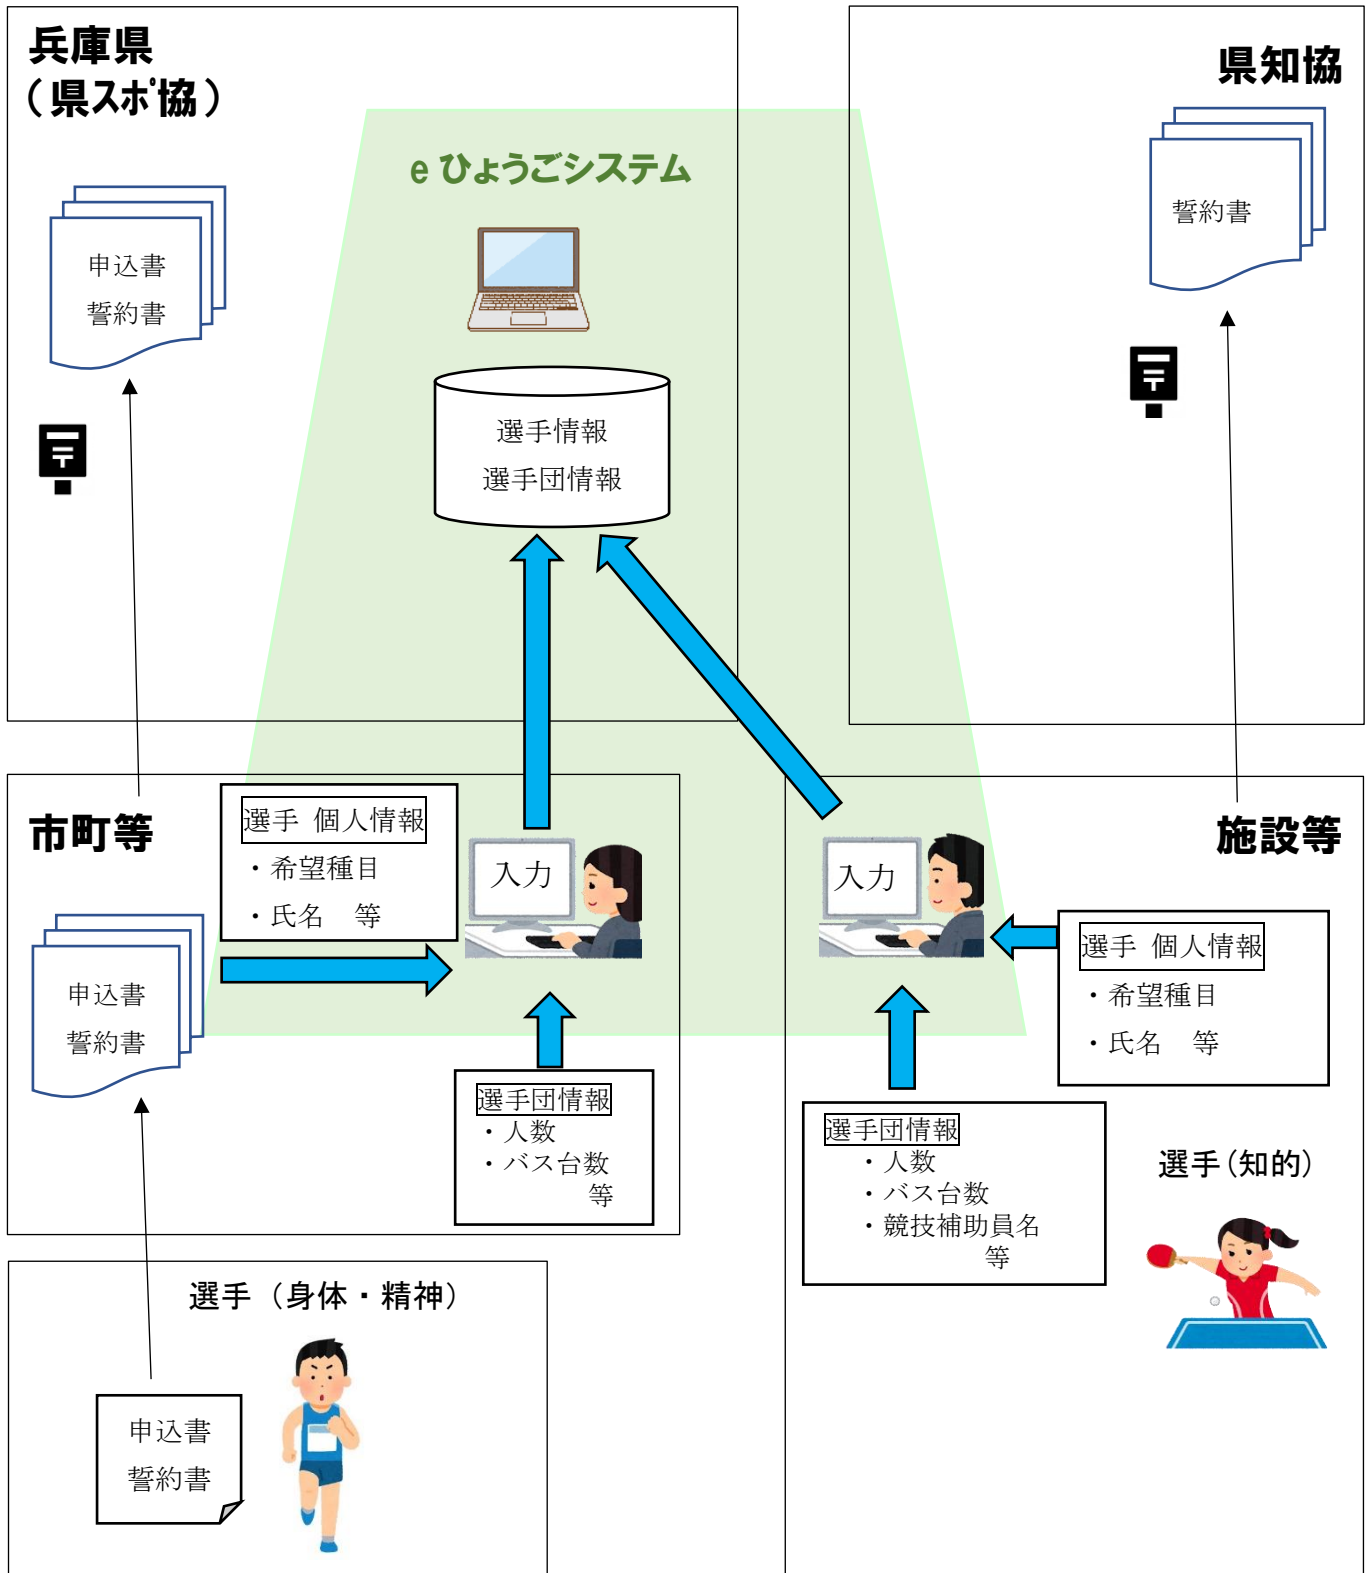 兵庫県
（県スポ協）
県知協
eひょうごシステム
申込書
誓約書
誓約書
〒
〒
選手情報
選手団情報
市町等
選手 個人情報
・希望種目
・氏名　等
入力
入力
施設等
選手 個人情報
・希望種目
・氏名　等
申込書
誓約書
選手団情報
・人数
・バス台数
等
選手団情報
・人数
・バス台数
・競技補助員名
等
選手(知的)
選手（身体・精神）
申込書
誓約書